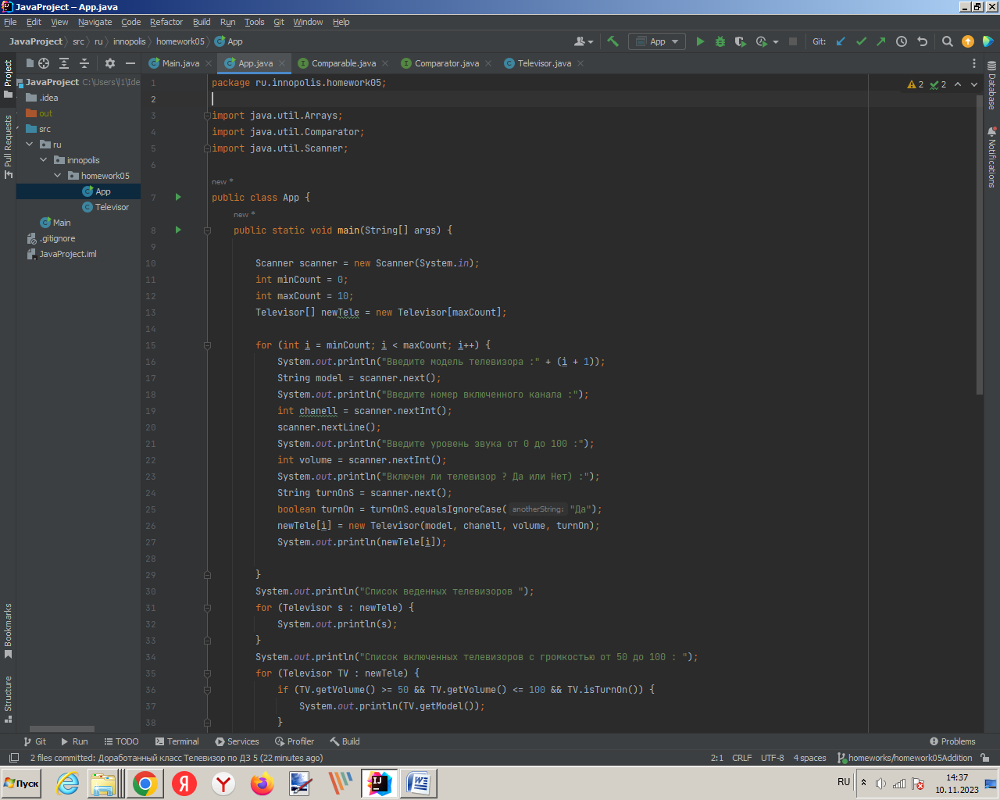 JavaProject – App.java
File Edit View Navigate Code Refactor Build Run Tools Git Window Help
JavaProject src ru innopolis homework05 App
App Git:
Main.java App.java Comparable.java Comparator.java Televisor.java
Project
Pull Requests
Bookmarks
Structure
JavaProject C:\Users\l1\Ide
.idea
out
src
ru
innopolis
homework05
App
Televisor
Main
.gitignore
JavaProject.iml
2 2
Database
Notifications
1 package ru.innopolis.homework05;
2
3 import java.util.Arrays;
4 import java.util.Comparator;
5 import java.util.Scanner;
6
new *
7 public class App {
new *
8 public static void main(String[] args) {
9
10 Scanner scanner = new Scanner(System.in);
11 int minCount = 0;
12 int maxCount = 10;
13 Televisor[] newTele = new Televisor[maxCount];
14
15 for (int i = minCount; i < maxCount; i++) {
16 System.out.println("Введите модель телевизора :" + (i + 1));
17 String model = scanner.next();
18 System.out.println("Введите номер включенного канала :");
19 int chanell = scanner.nextInt();
20 scanner.nextLine();
21 System.out.println("Введите уровень звука от 0 до 100 :");
22 int volume = scanner.nextInt();
23 System.out.println("Включен ли телевизор ? Да или Нет) :");
24 String turnOnS = scanner.next();
25 boolean turnOn = turnOnS.equalsIgnoreCase( anotherString: "Да");
26 newTele[i] = new Televisor(model, chanell, volume, turnOn);
27 System.out.println(newTele[i]);
28
29 }
30 System.out.println("Список веденных телевизоров ");
31 for (Televisor s : newTele) {
32 System.out.println(s);
33 }
34 System.out.println("Список включенных телевизоров с громкостью от 50 до 100 : ");
35 for (Televisor TV : newTele) {
36 if (TV.getVolume() >= 50 && TV.getVolume() <= 100 && TV.isTurnOn()) {
37 System.out.println(TV.getModel());
38 }
Git Run TODO Terminal Services Profiler Build Problems
2 files committed: Доработанный класс Телевизор по ДЗ 5 (22 minutes ago) 2:1 CRLF UTF-8 4 spaces homeworks/homework05Addition
Пуск RU 14:37
10.11.2023